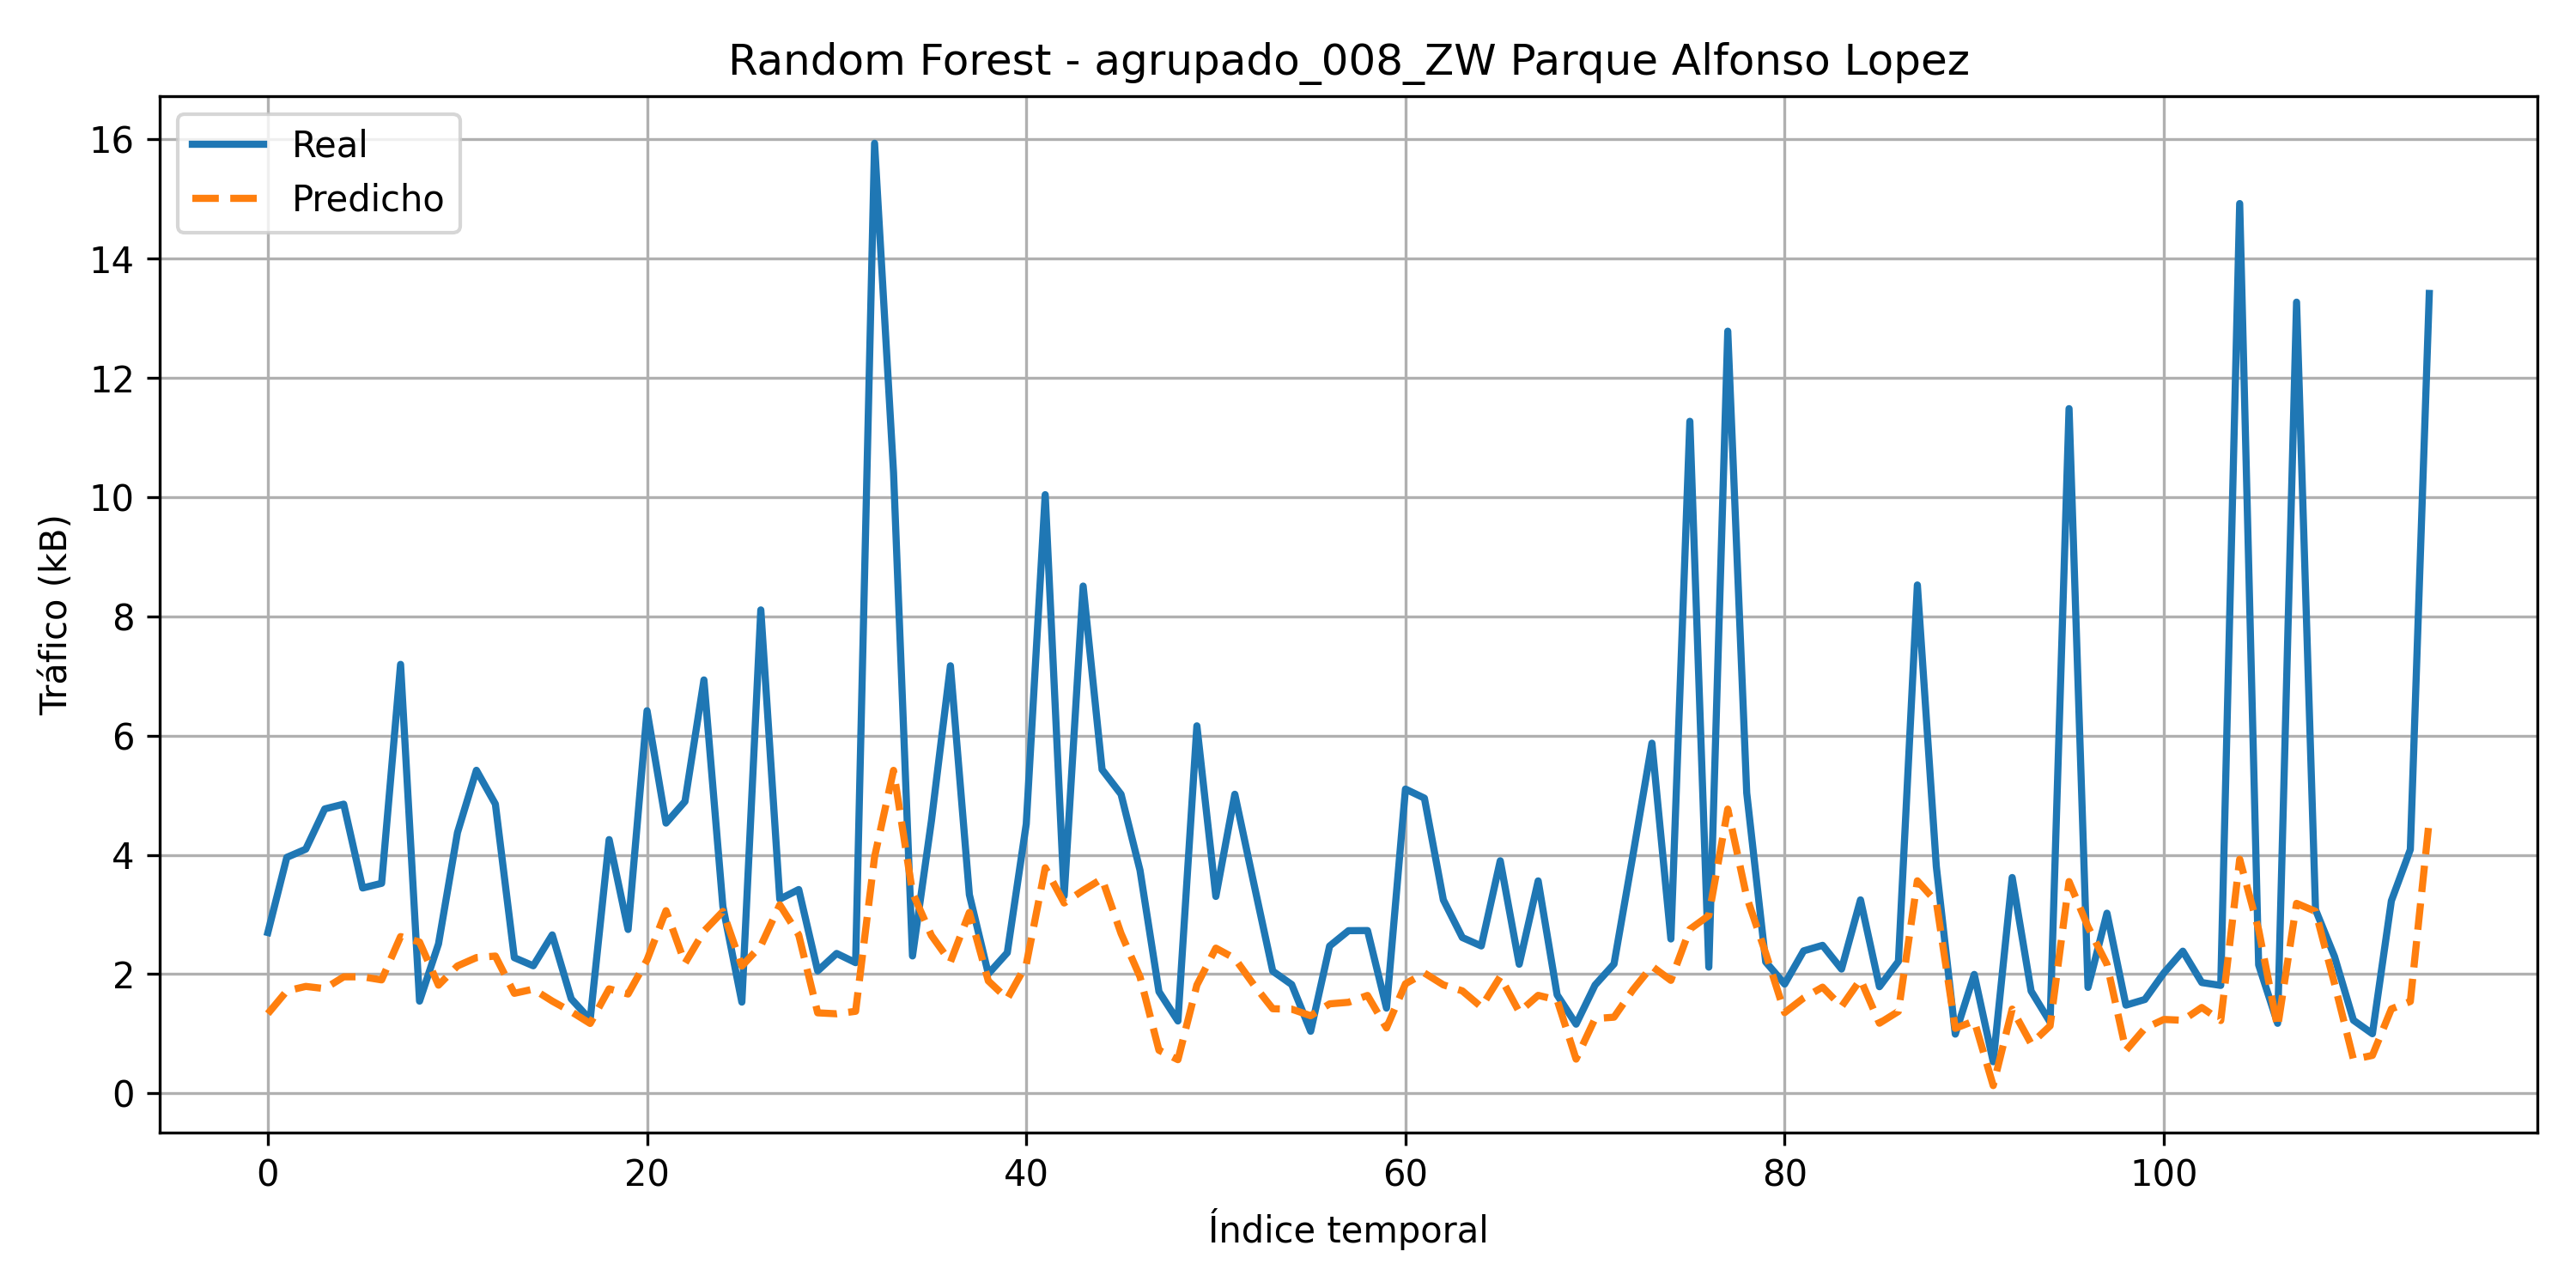 Random Forest - agrupado_008_ZW Parque Alfonso Lopez
Real
Predicho
16
14
12
10
8
6
4
2
0
Tráfico (kB)
0 20 40 60 80 100
Índice temporal